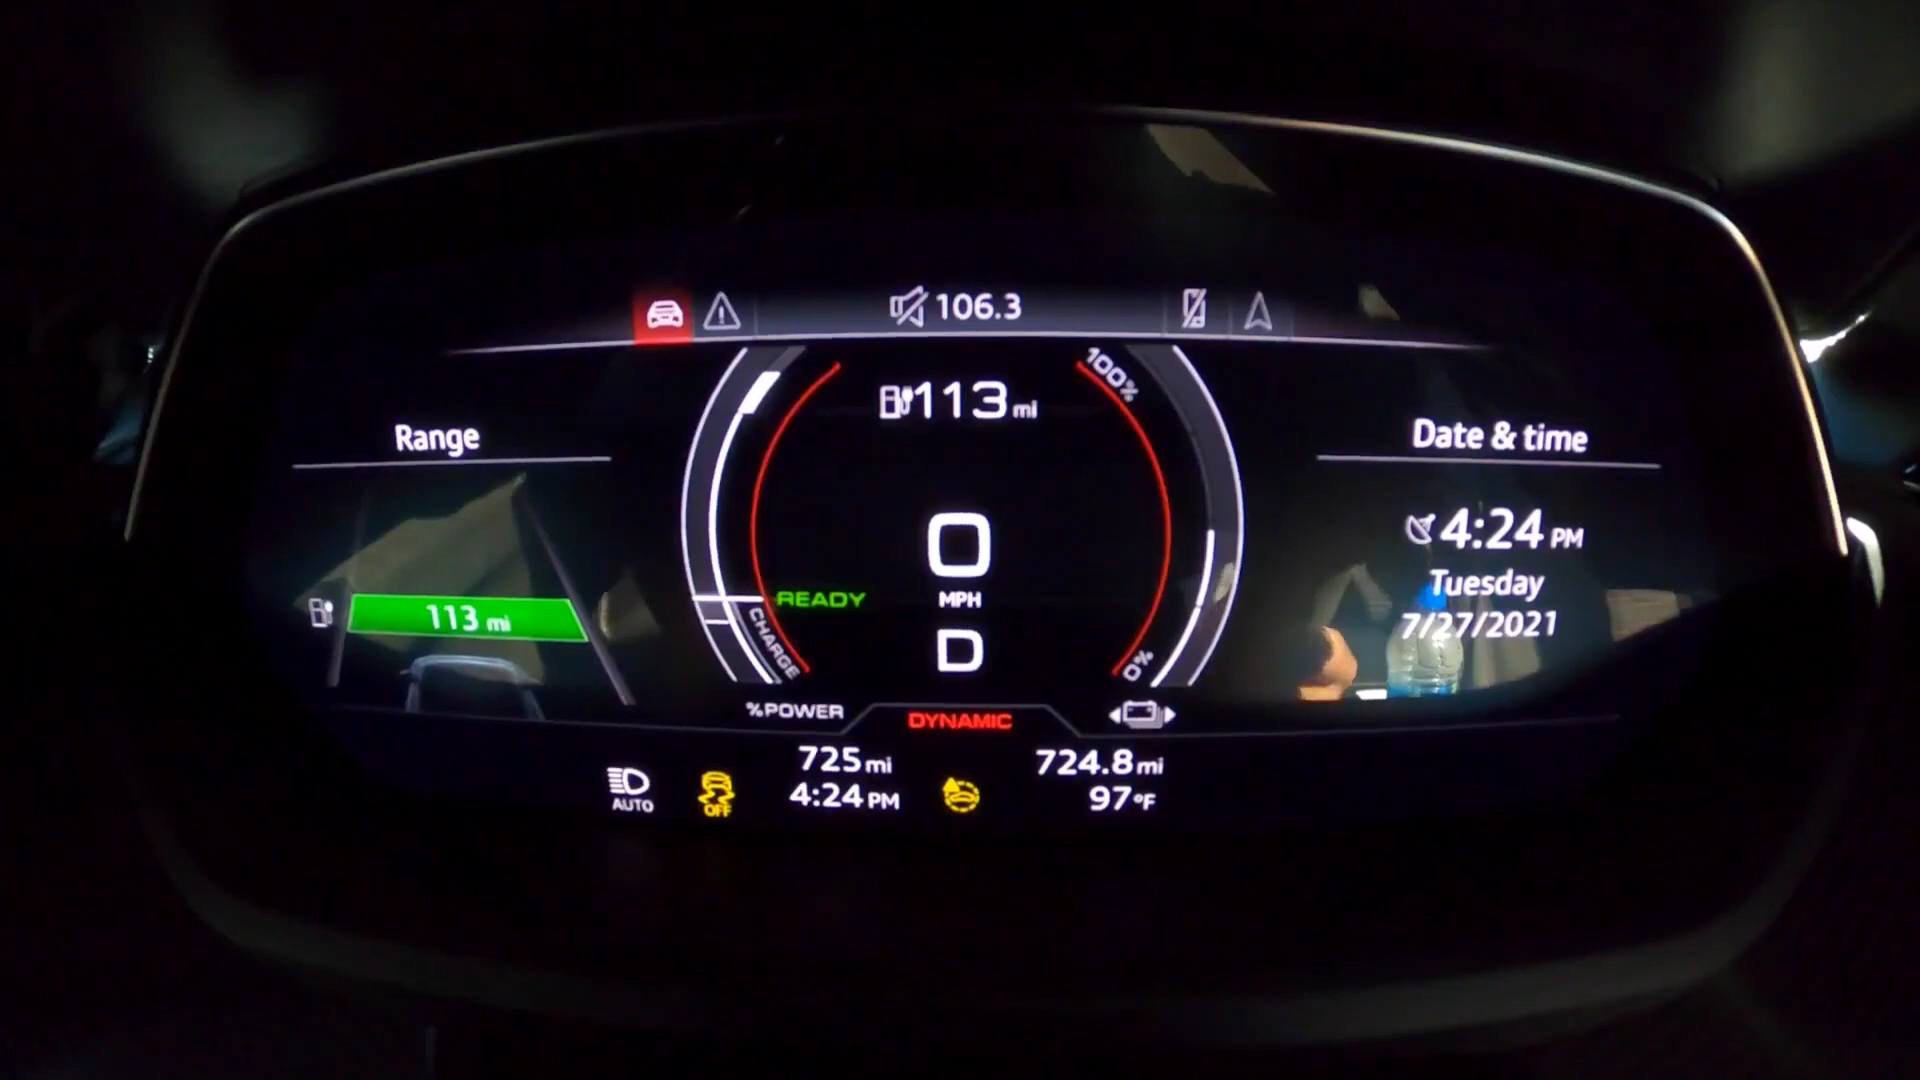 106.3
113 mi
100%
Range
113 mi
READY
CHARGE
0
MPH
D
0%
Date & time
4:24 PM
Tuesday
7/27/2021
%POWER
DYNAMIC
AUTO
OFF
725 mi
4:24 PM
724.8 mi
97 °F